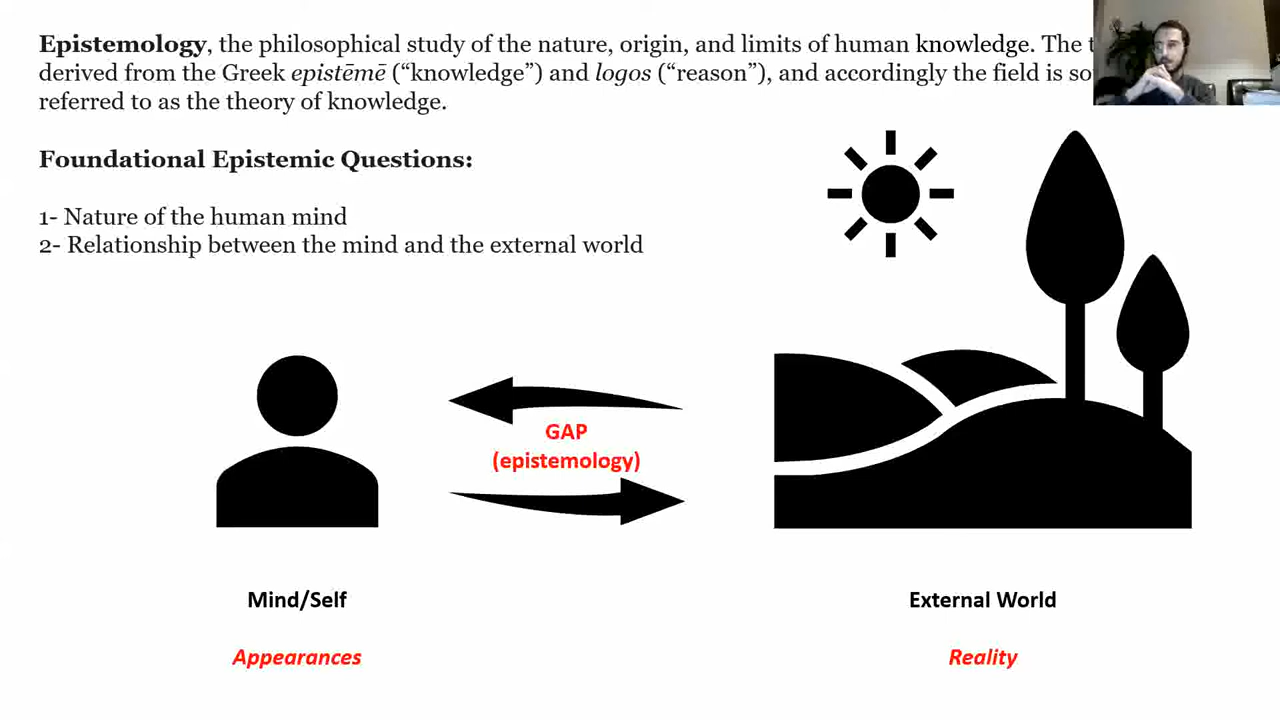 Epistemology, the philosophical study of the nature, origin, and limits of human knowledge. The
derived from the Greek epistēmē (“knowledge”) and logos (“reason”), and accordingly the field is
referred to as the theory of knowledge.
Foundational Epistemic Questions:
1- Nature of the human mind
2- Relationship between the mind and the external world
GAP
(epistemology)
Mind/Self
External World
Appearances
Reality